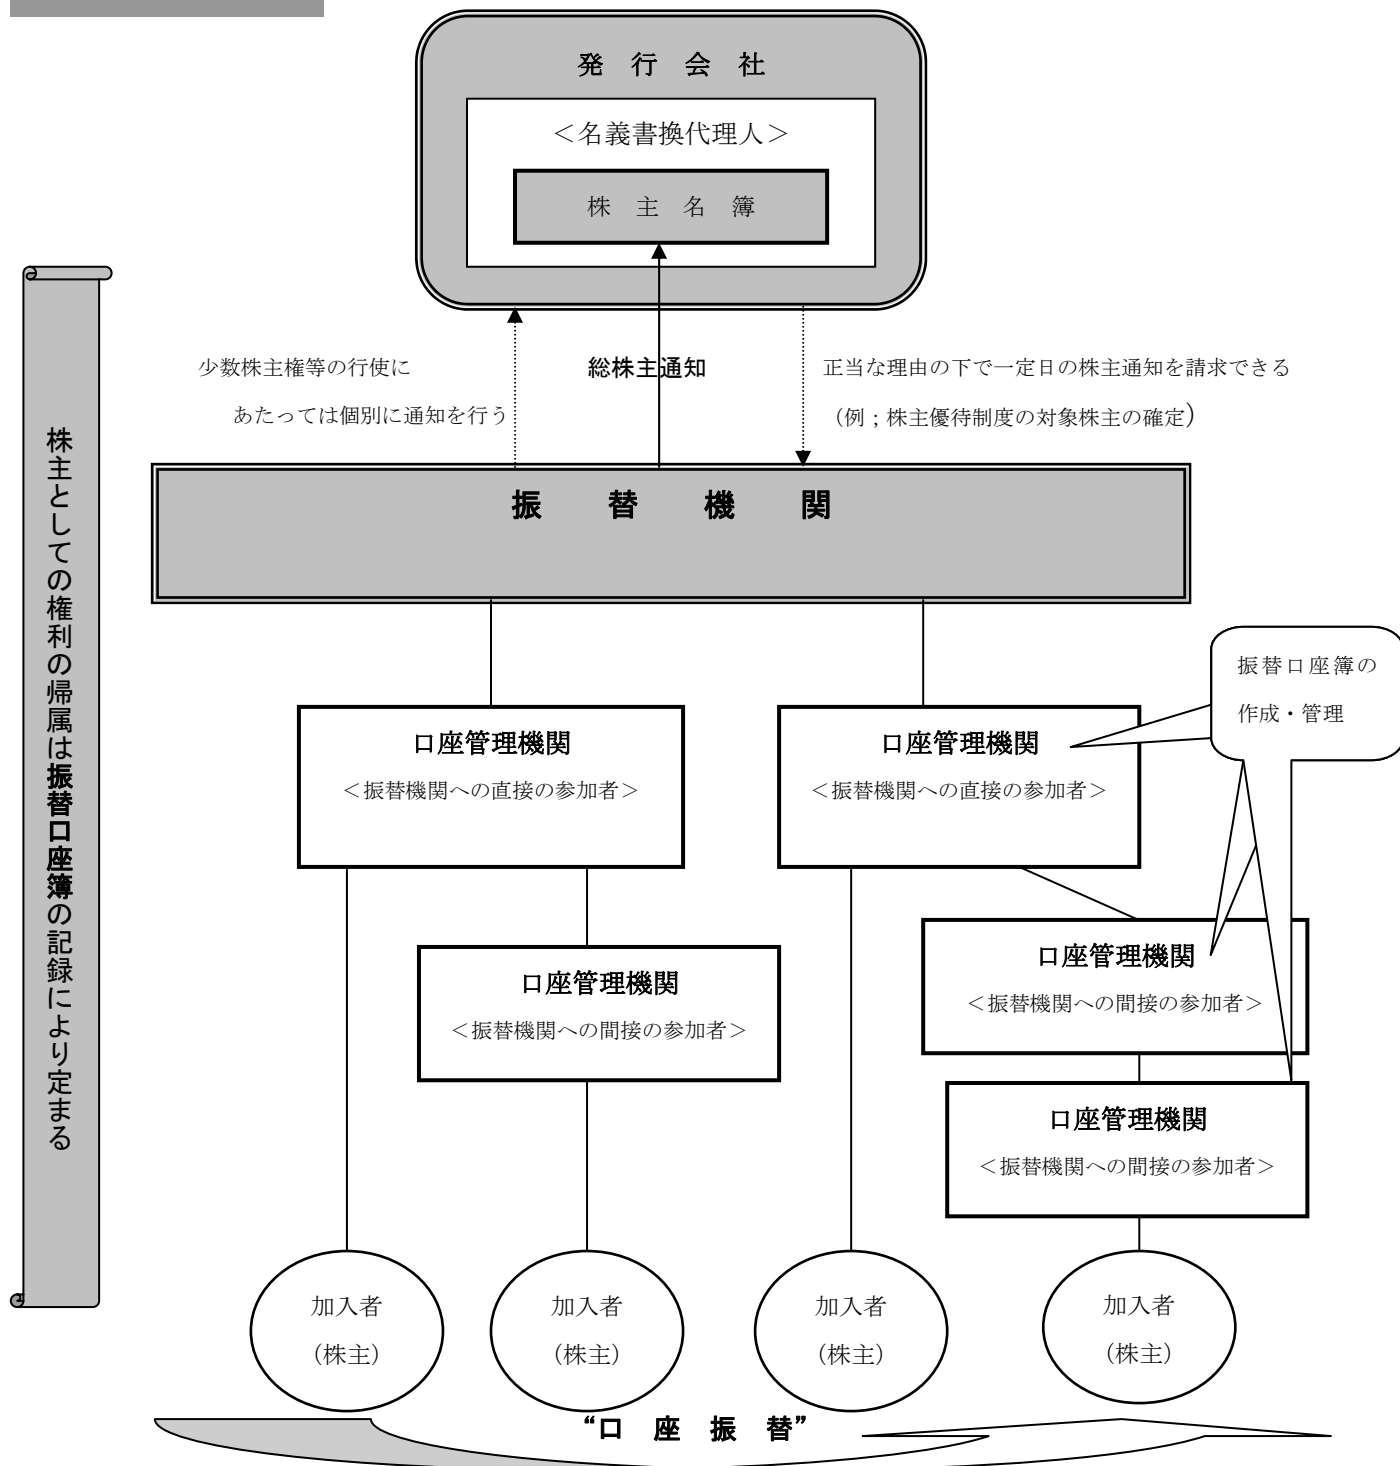 発 行 会 社
＜名義書換代理人＞
株 主 名 簿
少数株主権等の行使に
あたっては個別に通知を行う
総株主通知
正当な理由の下で一定日の株主通知を請求できる
（例；株主優待制度の対象株主の確定）
株主としての権利の帰属は振替口座簿の記録により定まる
振 替 機 関
振替口座簿の
作成・管理
口座管理機関
＜振替機関への直接の参加者＞
口座管理機関
＜振替機関への直接の参加者＞
口座管理機関
＜振替機関への間接の参加者＞
口座管理機関
＜振替機関への間接の参加者＞
口座管理機関
＜振替機関への間接の参加者＞
加入者
（株主）
加入者
（株主）
加入者
（株主）
加入者
（株主）
“口 座 振 替”